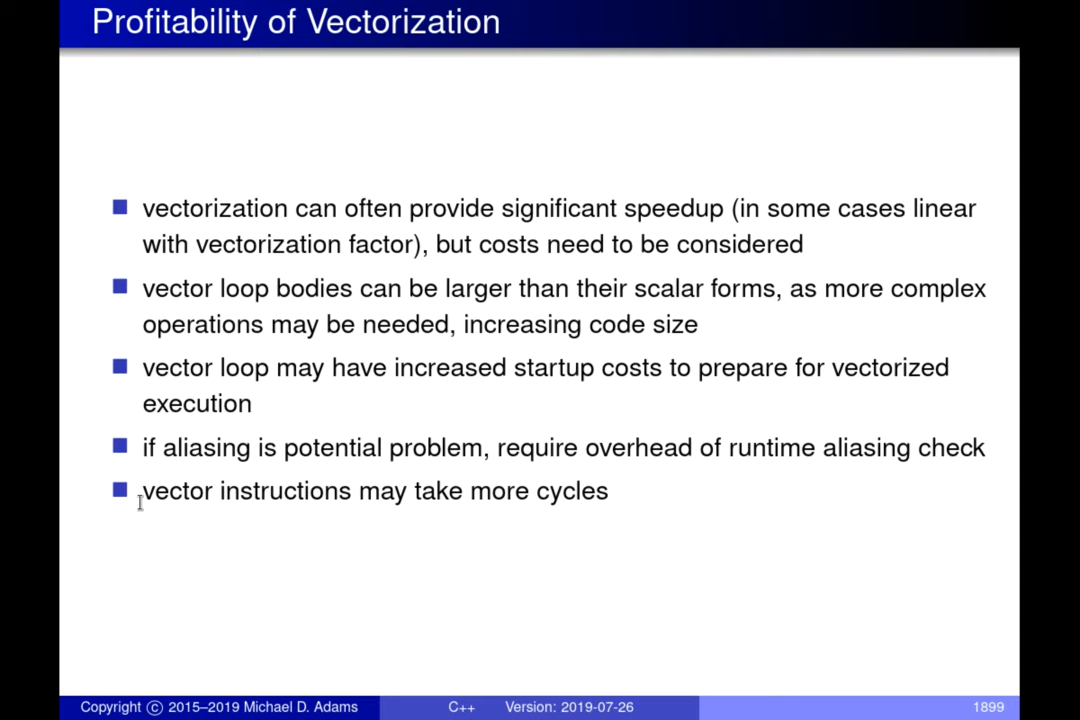 Profitability of Vectorization
vectorization can often provide significant speedup (in some cases linear
with vectorization factor), but costs need to be considered
vector loop bodies can be larger than their scalar forms, as more complex
operations may be needed, increasing code size
vector loop may have increased startup costs to prepare for vectorized
execution
if aliasing is potential problem, require overhead of runtime aliasing check
vector instructions may take more cycles
Copyright © 2015–2019 Michael D. Adams C++ Version: 2019-07-26 1899